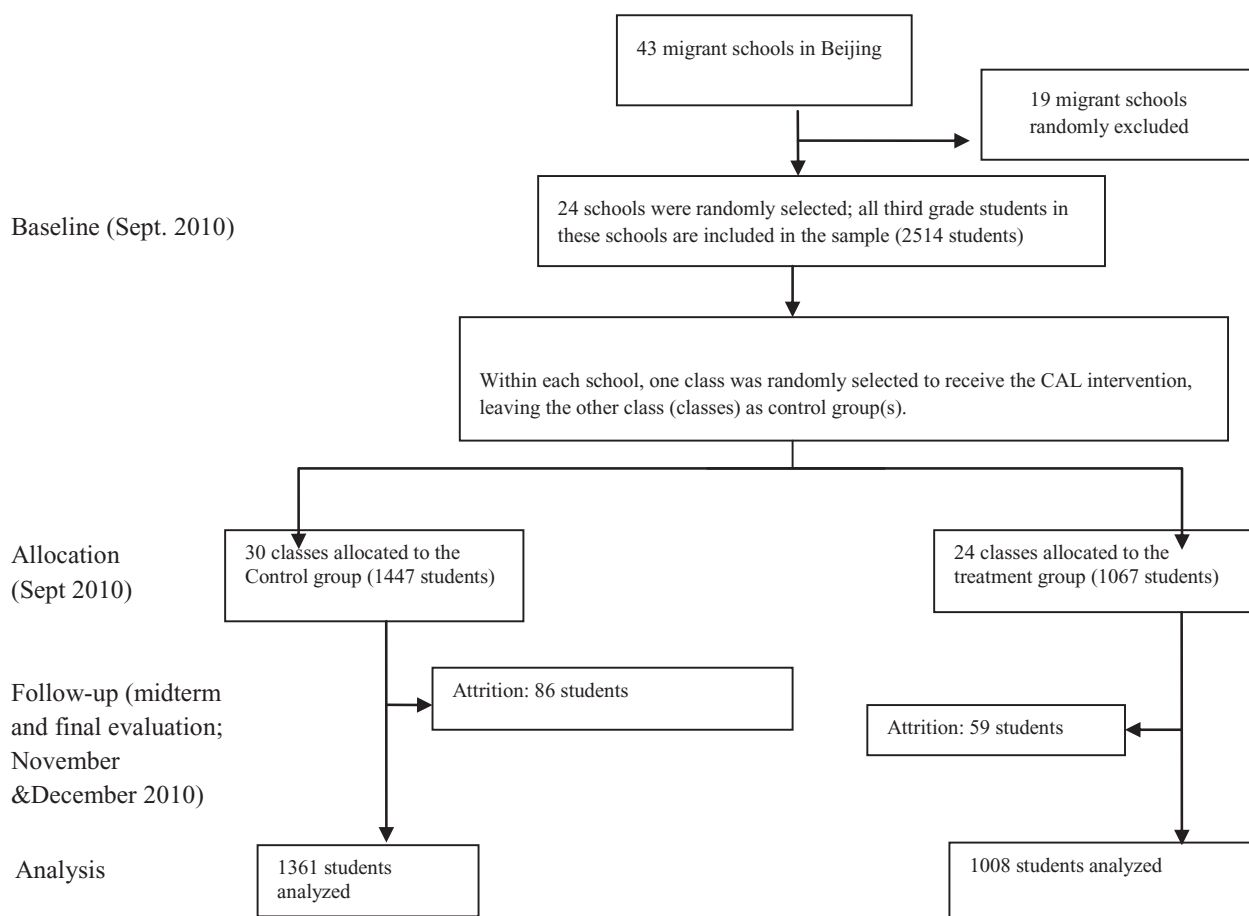 43 migrant schools in Beijing
19 migrant schools
randomly excluded
Baseline (Sept. 2010)
24 schools were randomly selected; all third grade students in
these schools are included in the sample (2514 students)
Within each school, one class was randomly selected to receive the CAL intervention,
leaving the other class (classes) as control group(s).
Allocation
(Sept 2010)
30 classes allocated to the
Control group (1447 students)
24 classes allocated to the
treatment group (1067 students)
Follow-up (midterm
and final evaluation;
November
&December 2010)
Attrition: 86 students
Attrition: 59 students
Analysis
1361 students
analyzed
1008 students analyzed